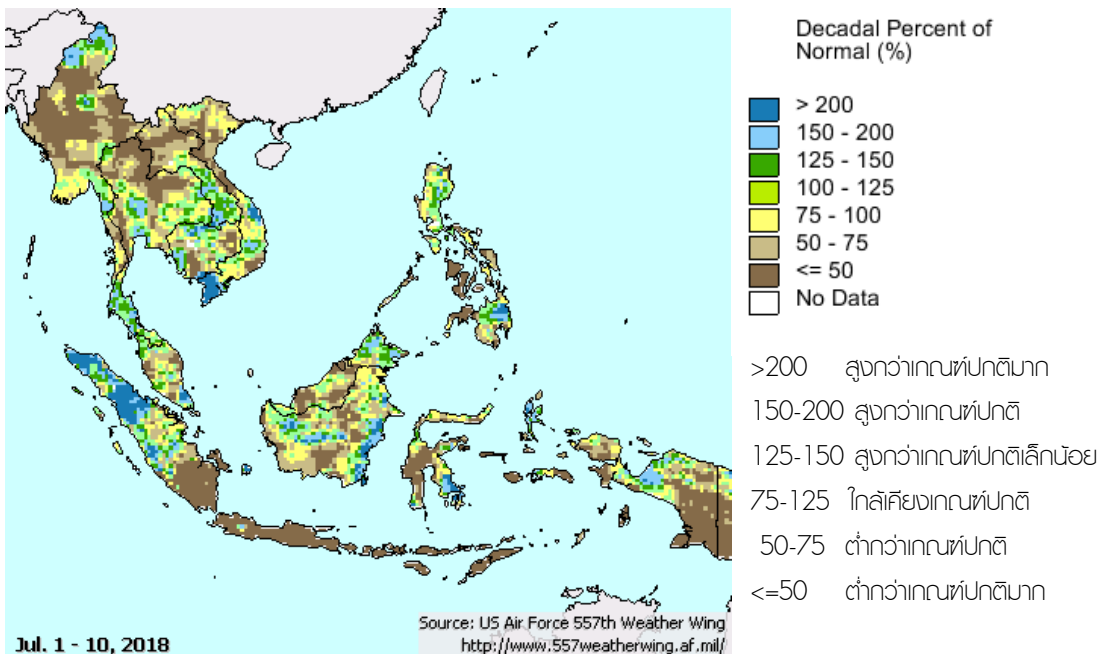 Decadal Percent of
Normal (%)
> 200
150 - 200
125 - 150
100 - 125
75 - 100
50 - 75
<= 50
No Data
>200 สูงกว่าเกณฑ์ปกติมาก
150-200 สูงกว่าเกณฑ์ปกติ
125-150 สูงกว่าเกณฑ์ปกติเล็กน้อย
75-125 ใกล้เคียงเกณฑ์ปกติ
50-75 ต่ำกว่าเกณฑ์ปกติ
<=50 ต่ำกว่าเกณฑ์ปกติมาก
Source: US Air Force 557th Weather Wing
Jul. 1 - 10, 2018 http://www.557weatherwing.af.mil/